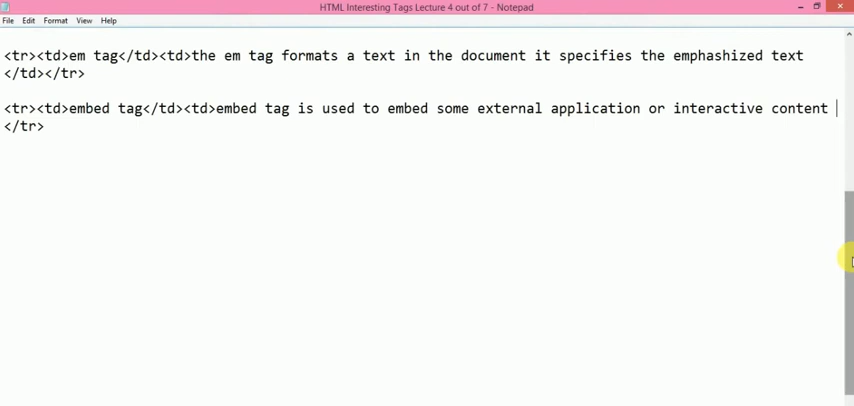 HTML Interesting Tags Lecture 4 out of 7 - Notepad
File Edit Format View Help
<tr><td>em tag</td><td>the em tag formats a text in the document it specifies the emphashized text
</td></tr>
<tr><td>embed tag</td><td>embed tag is used to embed some external application or interactive content
</tr>